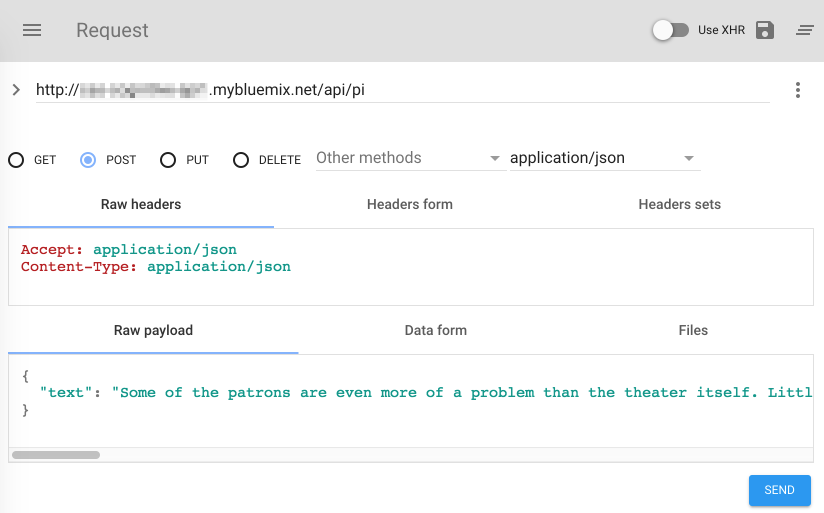 Request
Use XHR
http:// .mybluemix.net/api/pi
GET POST PUT DELETE Other methods application/json
Raw headers Headers form Headers sets
Accept: application/json
Content-Type: application/json
Raw payload Data form Files
{
"text": "Some of the patrons are even more of a problem than the theater itself. Littl
}
SEND